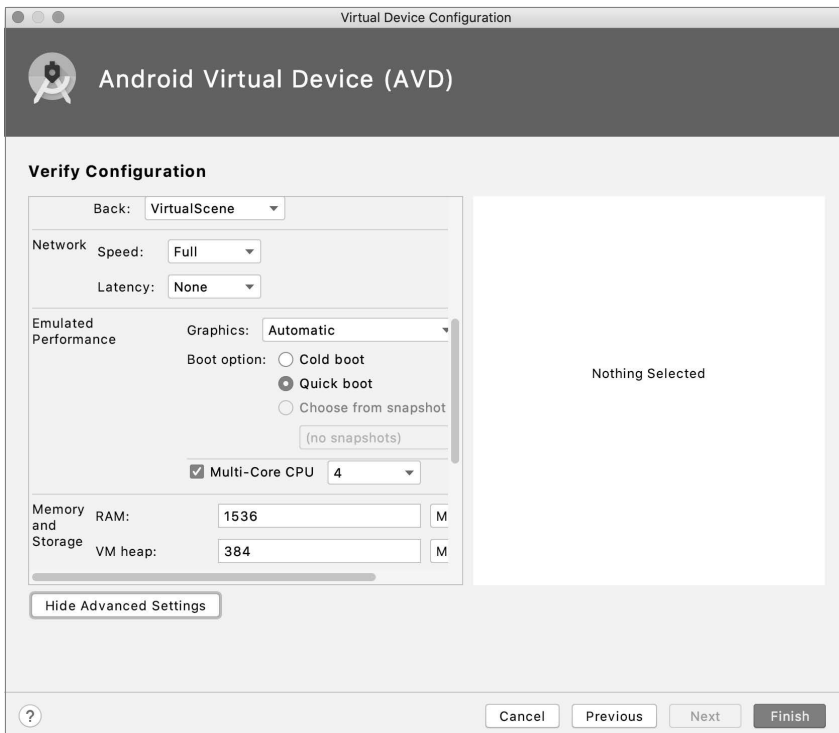 Virtual Device Configuration
Android Virtual Device (AVD)
Verify Configuration
Back: VirtualScene
Network Speed: Full
Latency: None
Emulated
Performance
Graphics: Automatic
Boot option: Cold boot
Quick boot
Choose from snapshot
(no snapshots)
Multi-Core CPU 4
Memory
and
Storage
RAM: 1536 M
VM heap: 384 M
Nothing Selected
Hide Advanced Settings
? Cancel Previous Next Finish